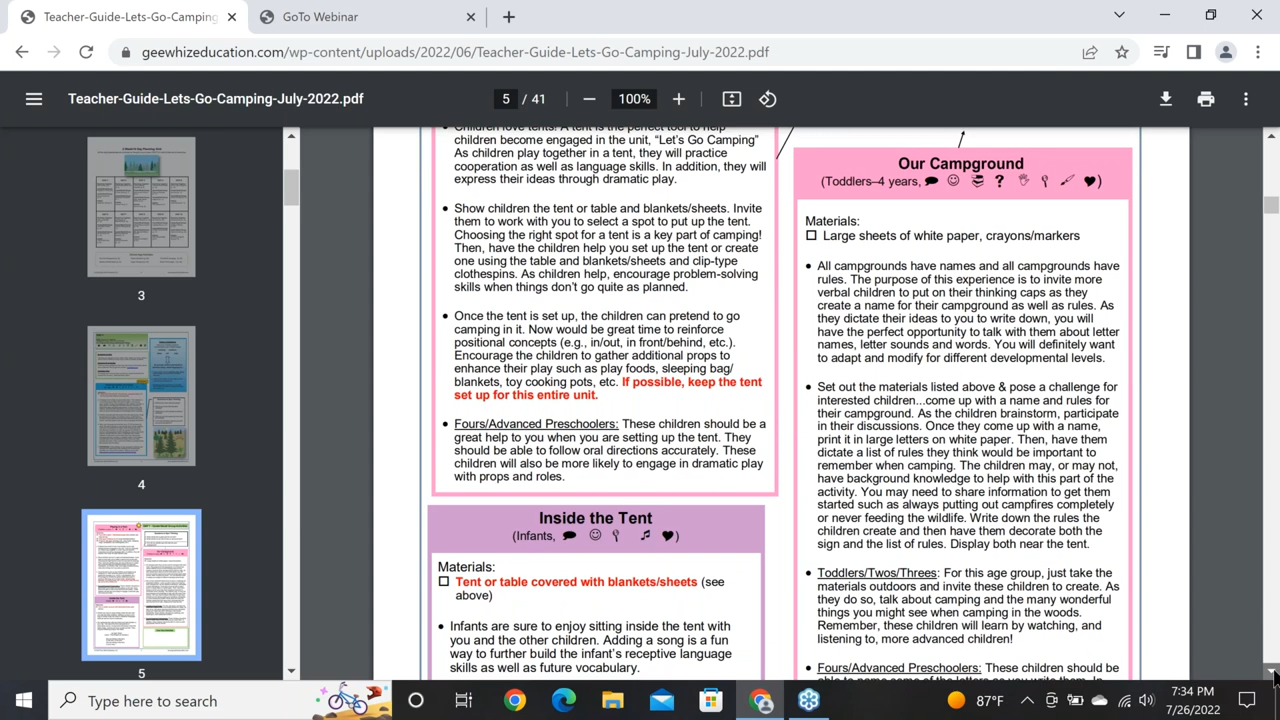 Teacher-Guide-Lets-Go-Camping-
GoTo Webinar
geewhizeducation.com/wp-content/uploads/2022/06/Teacher-Guide-Lets-Go-Camping-July-2022.pdf
Teacher-Guide-Lets-Go-Camping-July-2022.pdf
5 / 41
100%
3
4
5
Children love tents! A tent is the perfect tool to help
children become engaged in the unit, “Let's Go Camping”
As children play together in a tent, they will practice
cooperation as well as language skills. In addition, they will
express their ideas through dramatic play.
• Show children the tent or table and blankets/sheets. Invite
them to work with you to select a spot to put up the tent.
Choosing the right spot for a tent is a key part of camping!
Then, have the children help you set up the tent or create
one using the table and blankets/sheets and clip-type
clothespins. As children help, encourage problem-solving
skills when things don't go quite as planned.
• Once the tent is set up, the children can pretend to go
camping in it. Now would be great time to reinforce
positional concepts (e.g., in/out, in front/behind, etc.).
Encourage the children to gather additional props to
enhance their play such as play foods, sleeping bag/
blankets, toy cooking pots, etc. If possible, keep the tent
set up for this entire unit.
• Fours/Advanced Preschoolers: These children should be a
great help to you when you are setting up the tent. They
should be able to follow oral directions accurately. These
children will also be more likely to engage in dramatic play
with props and roles.
Inside the Tent
(Infants, )
Materials:
Tent or table covered with blankets/sheets (see
above)
• Infants are sure to enjoy sitting inside the tent with
you and the other children. Adding a song is a fun
way to further build the infant's receptive language
skills as well as future vocabulary.
Our Campground
(Toddlers–4 years, ? )
Materials:
Large sheets of white paper, crayons/markers
• All campgrounds have names and all campgrounds have
rules. The purpose of this experience is to invite more
verbal children to put on their thinking caps as they
create a name for their campground as well as rules. As
they dictate their ideas to you to write down, you will
have the perfect opportunity to talk with them about letter
names, letter sounds and words. You will definitely want
to adapt and modify for different developmental levels.
• Set out the materials listed above & pose a challenge for
interested children...come up with a name and rules for
their campground. As the children brainstorm, participate
in their discussions. Once they come up with a name,
print it in large letters on white paper. Then, have them
dictate a list of rules they think would be important to
remember when camping. The children may, or may not,
have background knowledge to help with this part of the
activity. You may need to share information to get them
started such as always putting out campfires completely
or never feeding the wildlife. Write down the rules the
children create and then have them decorate both the
sign and the list of rules. Display both near the tent.
• Toddlers/Twos/Threes: For this age group, just take the
materials outdoors and invite these children to create. As
they do so, talk about camping and the many wonderful
things you might see when camping in the woods.
Remember, these children will learn by watching, and
listening to, more advanced children!
• Fours/Advanced Preschoolers: These children should be
able to name some of the letters as you write them. In
Type here to search
87°F
7:34 PM
7/26/2022